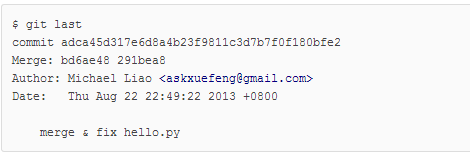 $ git last
commit adca45d317e6d8a4b23f9811c3d7b7f0f180bfe2
Merge: bd6ae48 291bea8
Author: Michael Liao <askxuefeng@gmail.com>
Date:   Thu Aug 22 22:49:22 2013 +0800
    merge & fix hello.py